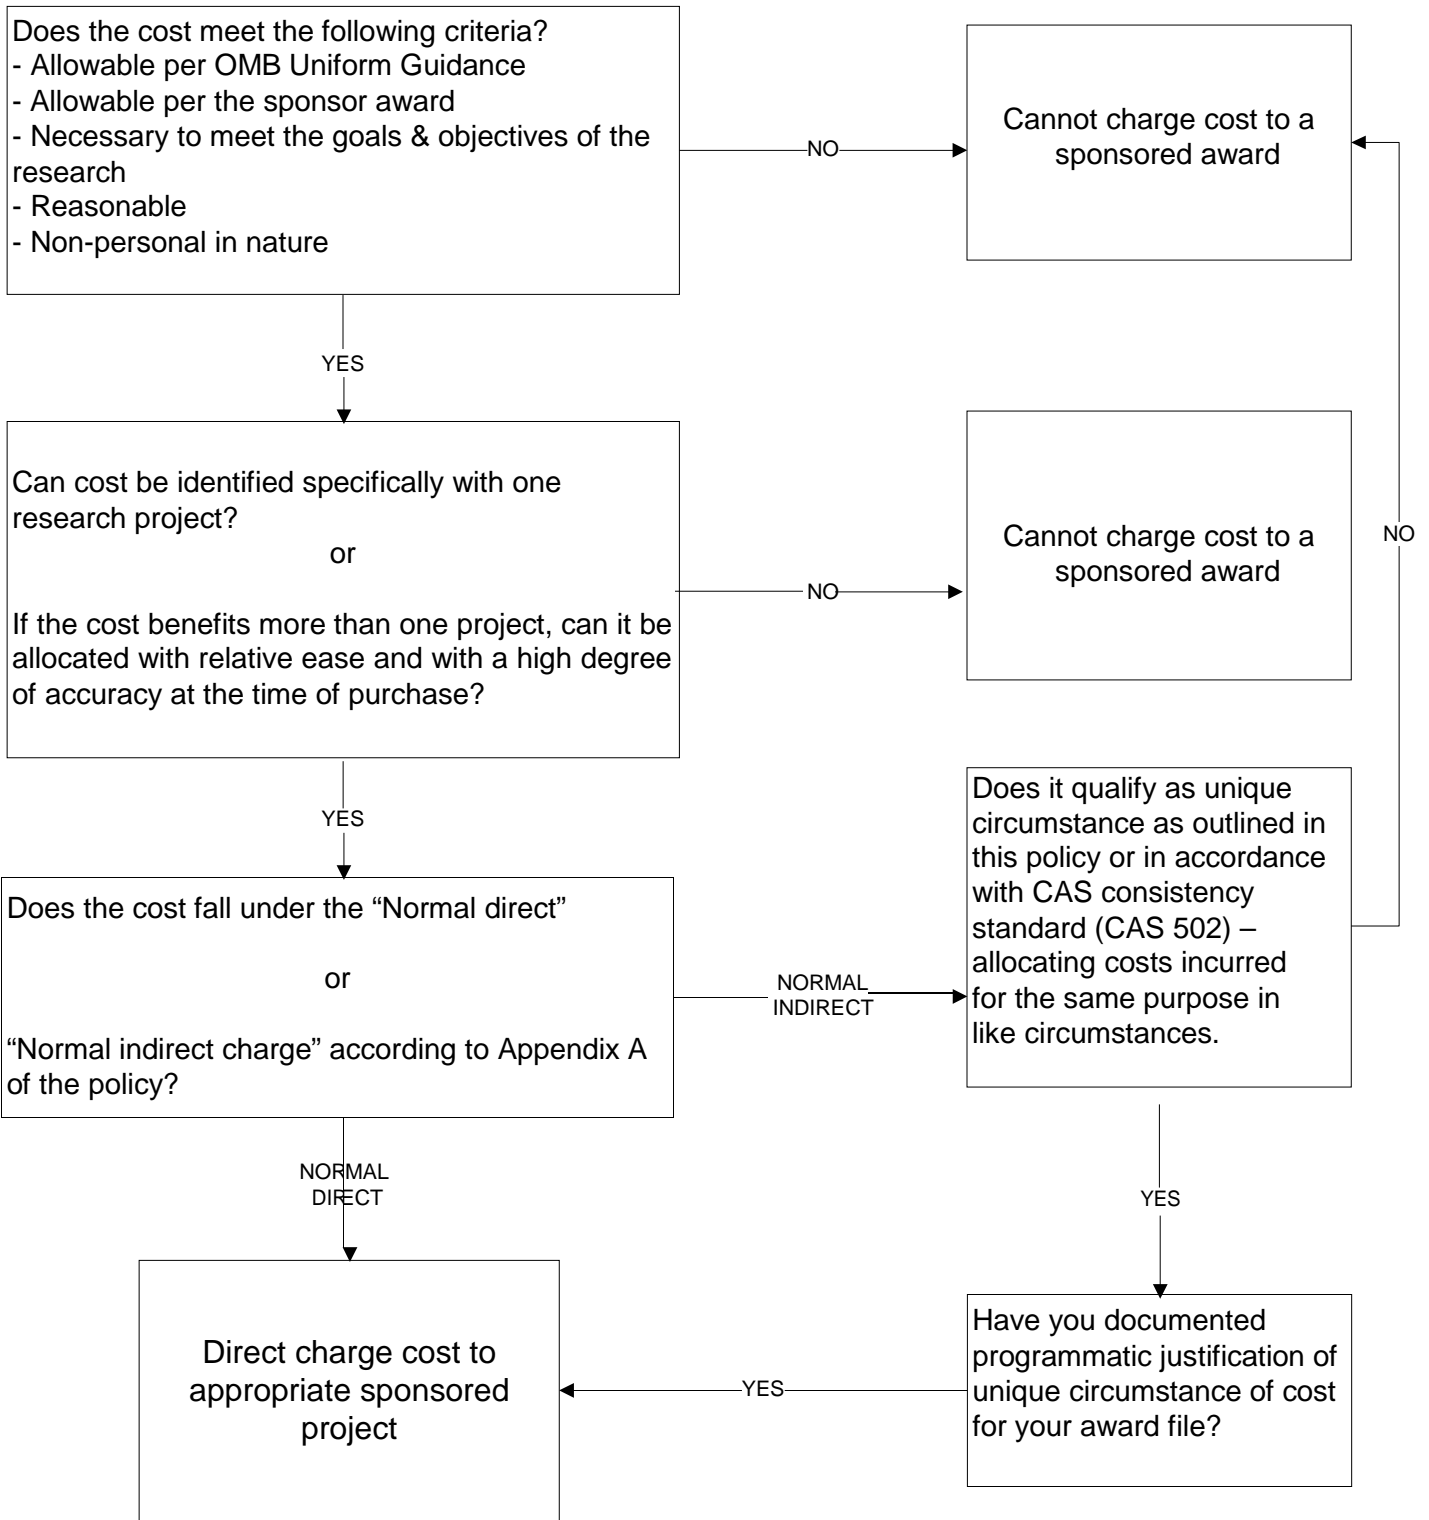 Does the cost meet the following criteria?
- Allowable per OMB Uniform Guidance
- Allowable per the sponsor award
- Necessary to meet the goals & objectives of the
research
- Reasonable
- Non-personal in nature
NO
Cannot charge cost to a
sponsored award
YES
Can cost be identified specifically with one
research project?
or
If the cost benefits more than one project, can it be
allocated with relative ease and with a high degree
of accuracy at the time of purchase?
NO
Cannot charge cost to a
sponsored award
NO
YES
Does the cost fall under the “Normal direct”
or
“Normal indirect charge” according to Appendix A
of the policy?
NORMAL
INDIRECT
Does it qualify as unique
circumstance as outlined in
this policy or in accordance
with CAS consistency
standard (CAS 502) –
allocating costs incurred
for the same purpose in
like circumstances.
NORMAL
DIRECT
YES
Direct charge cost to
appropriate sponsored
project
YES
Have you documented
programmatic justification of
unique circumstance of cost
for your award file?